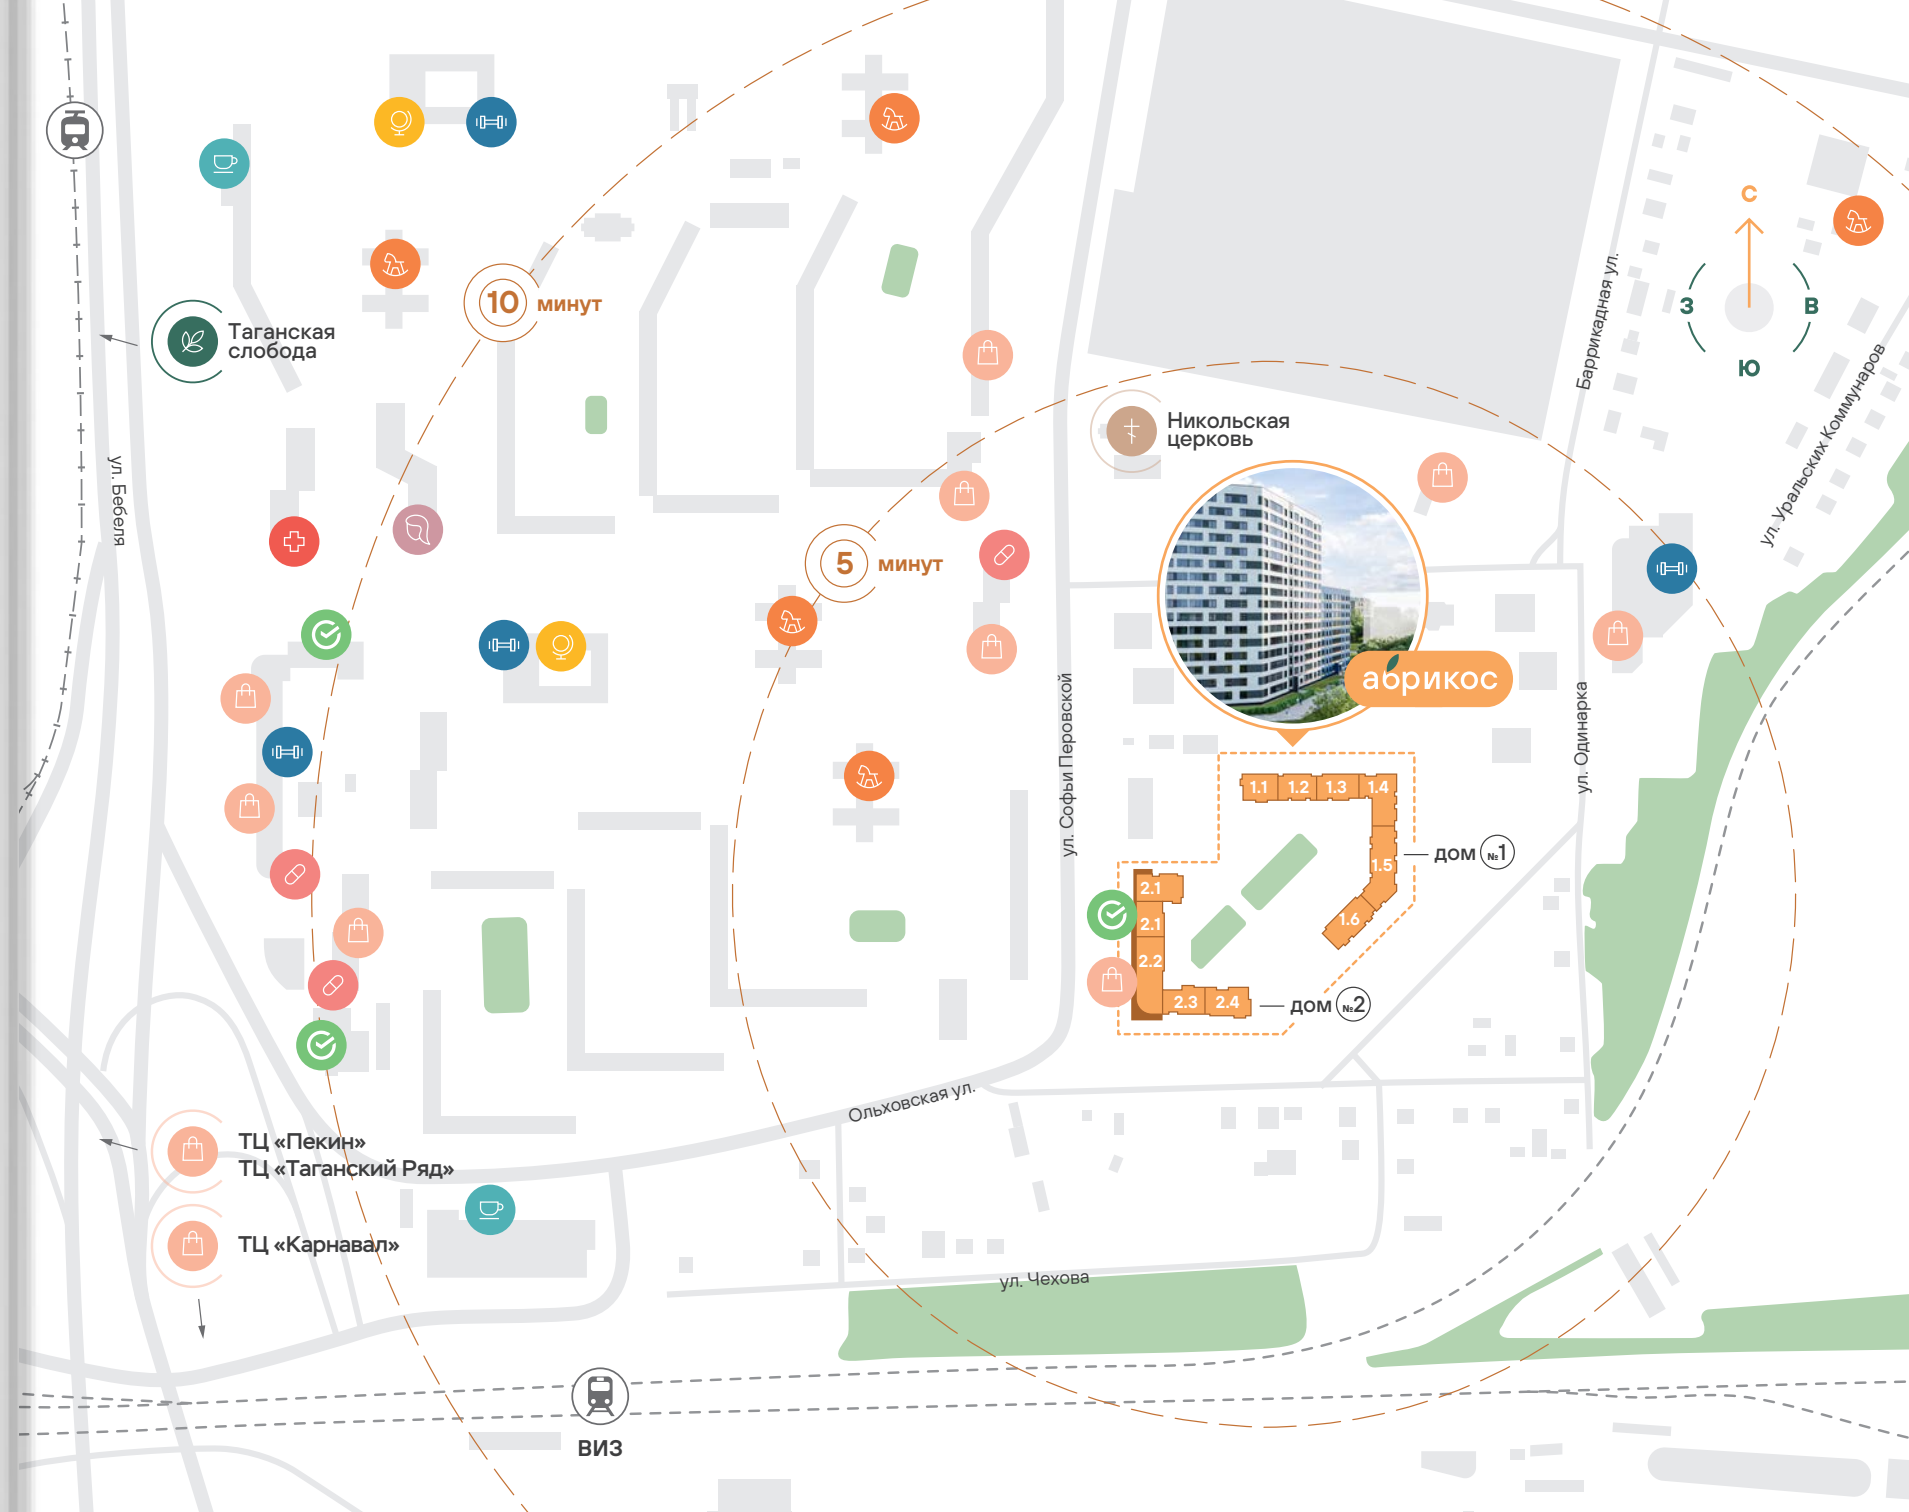 С
З
В
Ю
10 минут
Таганская
слобода
Баррикадная ул.
ул. Уральских Коммунаров
Никольская
церковь
ул. Бебеля
5 минут
абрикос
ул. Софьи Перовской
ул. Одинарка
1.1
1.2
1.3
1.4
1.5
1.6
дом №1
2.1
2.1
2.2
2.3
2.4
дом №2
Ольховская ул.
ТЦ «Пекин»
ТЦ «Таганский Ряд»
ТЦ «Карнавал»
ул. Чехова
ВИЗ